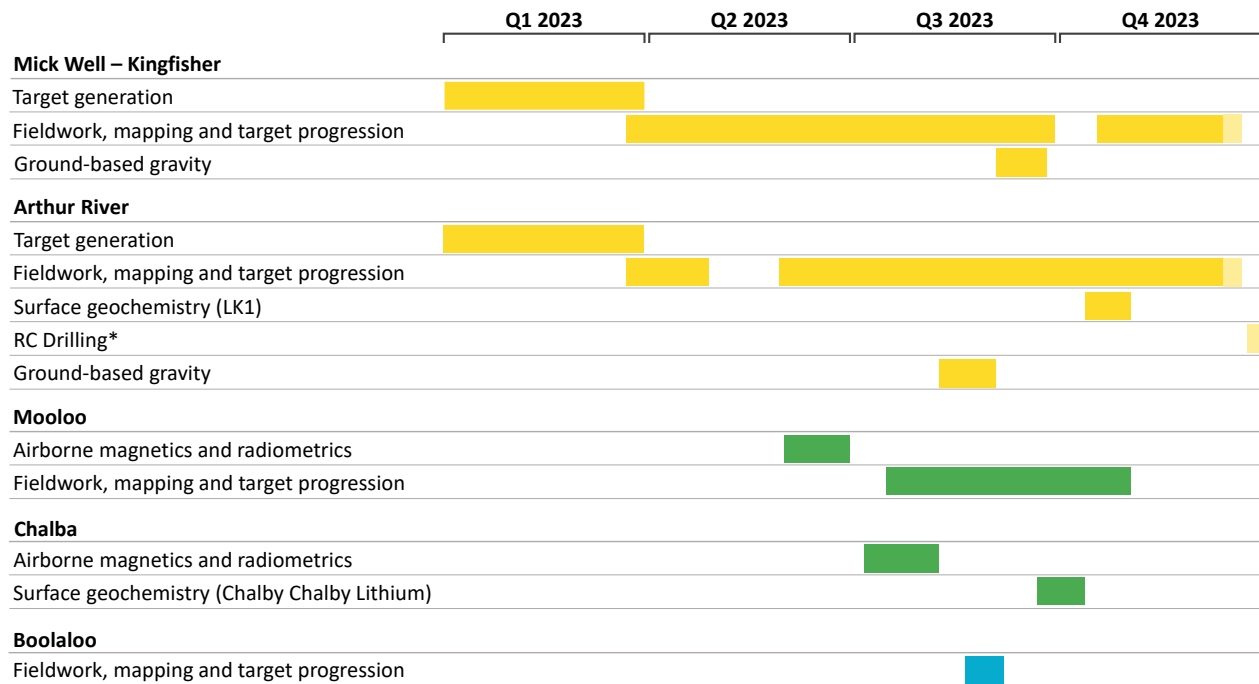 Q1 2023 Q2 2023 Q3 2023 Q4 2023
Mick Well – Kingfisher
Target generation
Fieldwork, mapping and target progression
Ground-based gravity
Arthur River
Target generation
Fieldwork, mapping and target progression
Surface geochemistry (LK1)
RC Drilling*
Ground-based gravity
Mooloo
Airborne magnetics and radiometrics
Fieldwork, mapping and target progression
Chalba
Airborne magnetics and radiometrics
Surface geochemistry (Chalby Chalby Lithium)
Boolaloo
Fieldwork, mapping and target progression